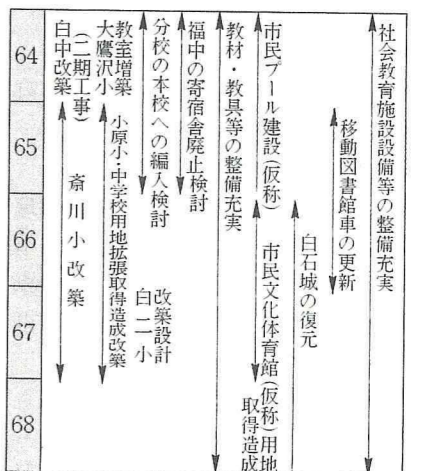 社会教育施設設備等の整備充実
移動図書館車の更新
白石城の復元
市民プール建設(仮称)
市民文化体育館(仮称)用地
取得造成
教材・教具等の整備充実
福中の寄宿舎廃止検討
分校の本校への編入検討
白二小
改築設計
教室増築
大鷹沢小
小原小・中学校用地拡張取得造成改築
(二期工事)
白中改築
斎川小改築
64
65
66
67
68